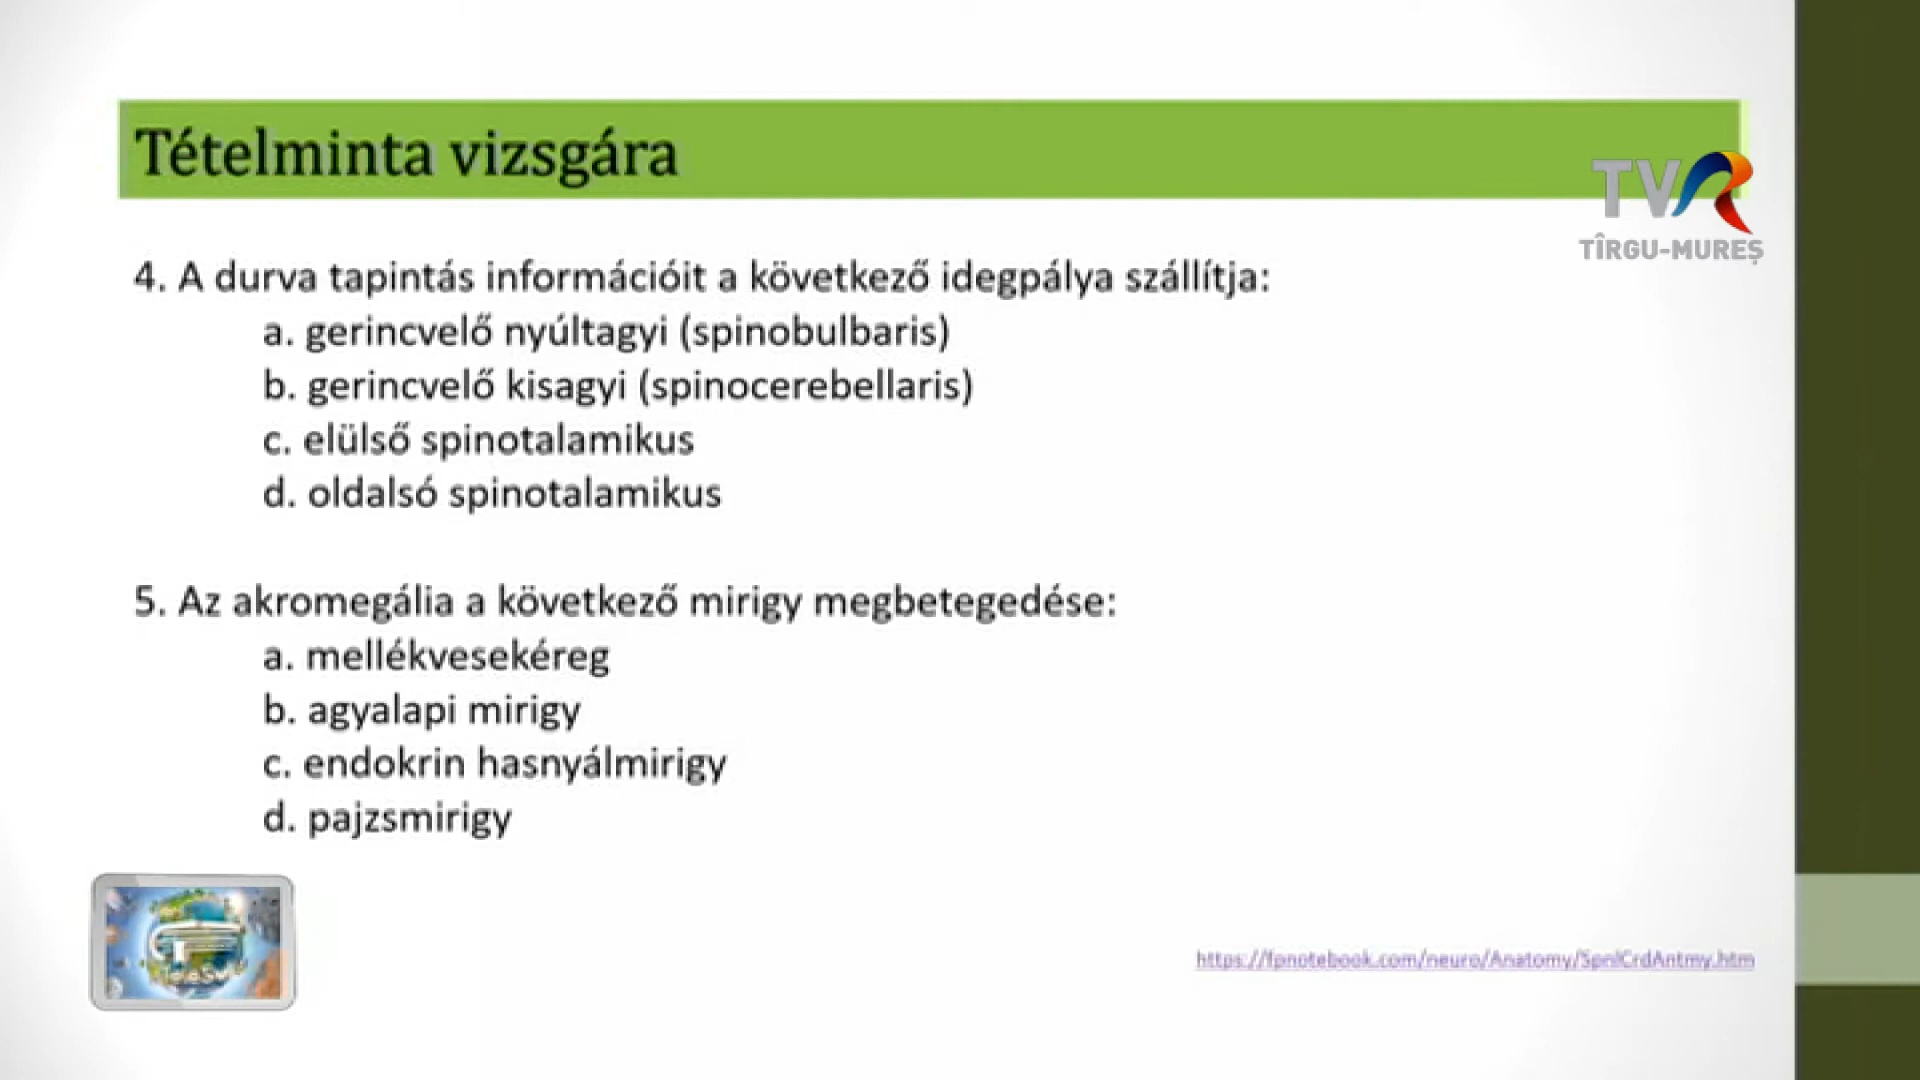 Tételminta vizsgára
TVR
TÎRGU-MUREȘ
4. A durva tapintás információit a következő idegpálya szállítja:
a. gerincvelő nyúltagyi (spinobulbaris)
b. gerincvelő kisagyi (spinocerebellaris)
c. elülső spinotalamikus
d. oldalsó spinotalamikus
5. Az akromegália a következő mirigy megbetegedése:
a. mellékvesekéreg
b. agyalapi mirigy
c. endokrin hasnyálmirigy
d. pajzsmirigy
https://fpnotebook.com/neuro/Anatomy/SpnlCrdAntmy.htm